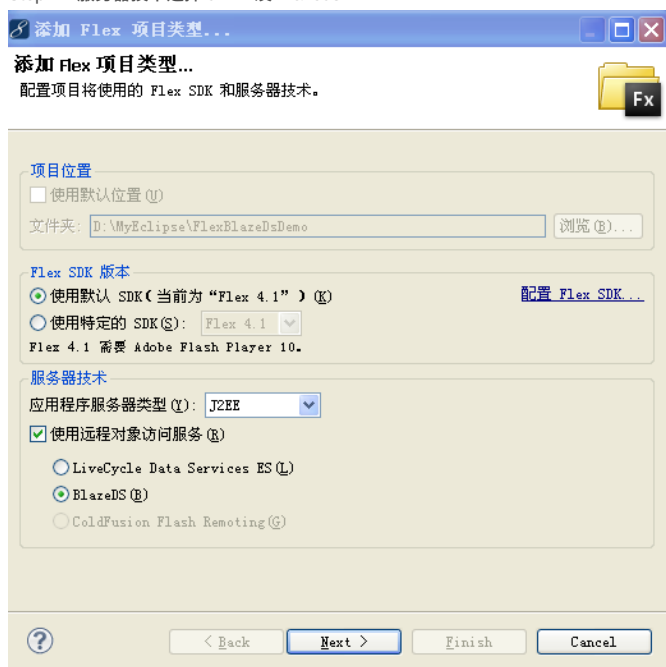 添加 Flex 项目类型...
添加 Flex 项目类型...
配置项目将使用的 Flex SDK 和服务器技术。
Fx
项目位置
使用默认位置(U)
文件夹: D:\MyEclipse\FlexBlazeDsDemo 浏览(B)...
Flex SDK 版本
使用默认 SDK(当前为“Flex 4.1”)(K) 配置 Flex SDK...
使用特定的 SDK(S): Flex 4.1
Flex 4.1 需要 Adobe Flash Player 10。
服务器技术
应用程序服务器类型(Y): J2EE
使用远程对象访问服务(R)
LiveCycle Data Services ES(L)
BlazeDS(B)
ColdFusion Flash Remoting(G)
< Back Next > Finish Cancel